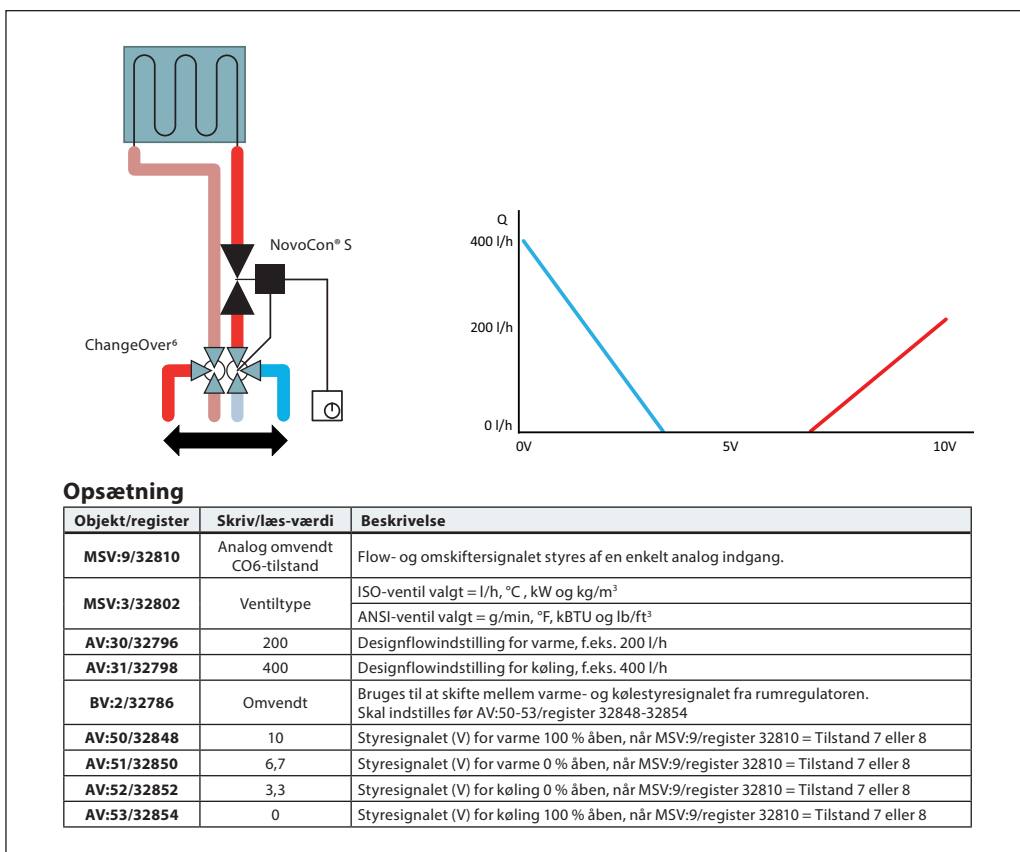 NovoCon® S
ChangeOver⁶
Q
400 l/h
200 l/h
0 l/h
0V
5V
10V
Opsætning
Objekt/register
Skriv/læs-værdi
Beskrivelse
MSV:9/32810
Analog omvendt
CO6-tilstand
Flow- og omskiftersignalet styres af en enkelt analog indgang.
MSV:3/32802
Ventiltype
ISO-ventil valgt = l/h, °C , kW og kg/m³
ANSI-ventil valgt = g/min, °F, kBTU og lb/ft³
AV:30/32796
200
Designflowindstilling for varme, f.eks. 200 l/h
AV:31/32798
400
Designflowindstilling for køling, f.eks. 400 l/h
BV:2/32786
Omvendt
Bruges til at skifte mellem varme- og kølestyresignalet fra rumregulatoren.
Skal indstilles før AV:50-53/register 32848-32854
AV:50/32848
10
Styresignalet (V) for varme 100 % åben, når MSV:9/register 32810 = Tilstand 7 eller 8
AV:51/32850
6,7
Styresignalet (V) for varme 0 % åben, når MSV:9/register 32810 = Tilstand 7 eller 8
AV:52/32852
3,3
Styresignalet (V) for køling 0 % åben, når MSV:9/register 32810 = Tilstand 7 eller 8
AV:53/32854
0
Styresignalet (V) for køling 100 % åben, når MSV:9/register 32810 = Tilstand 7 eller 8